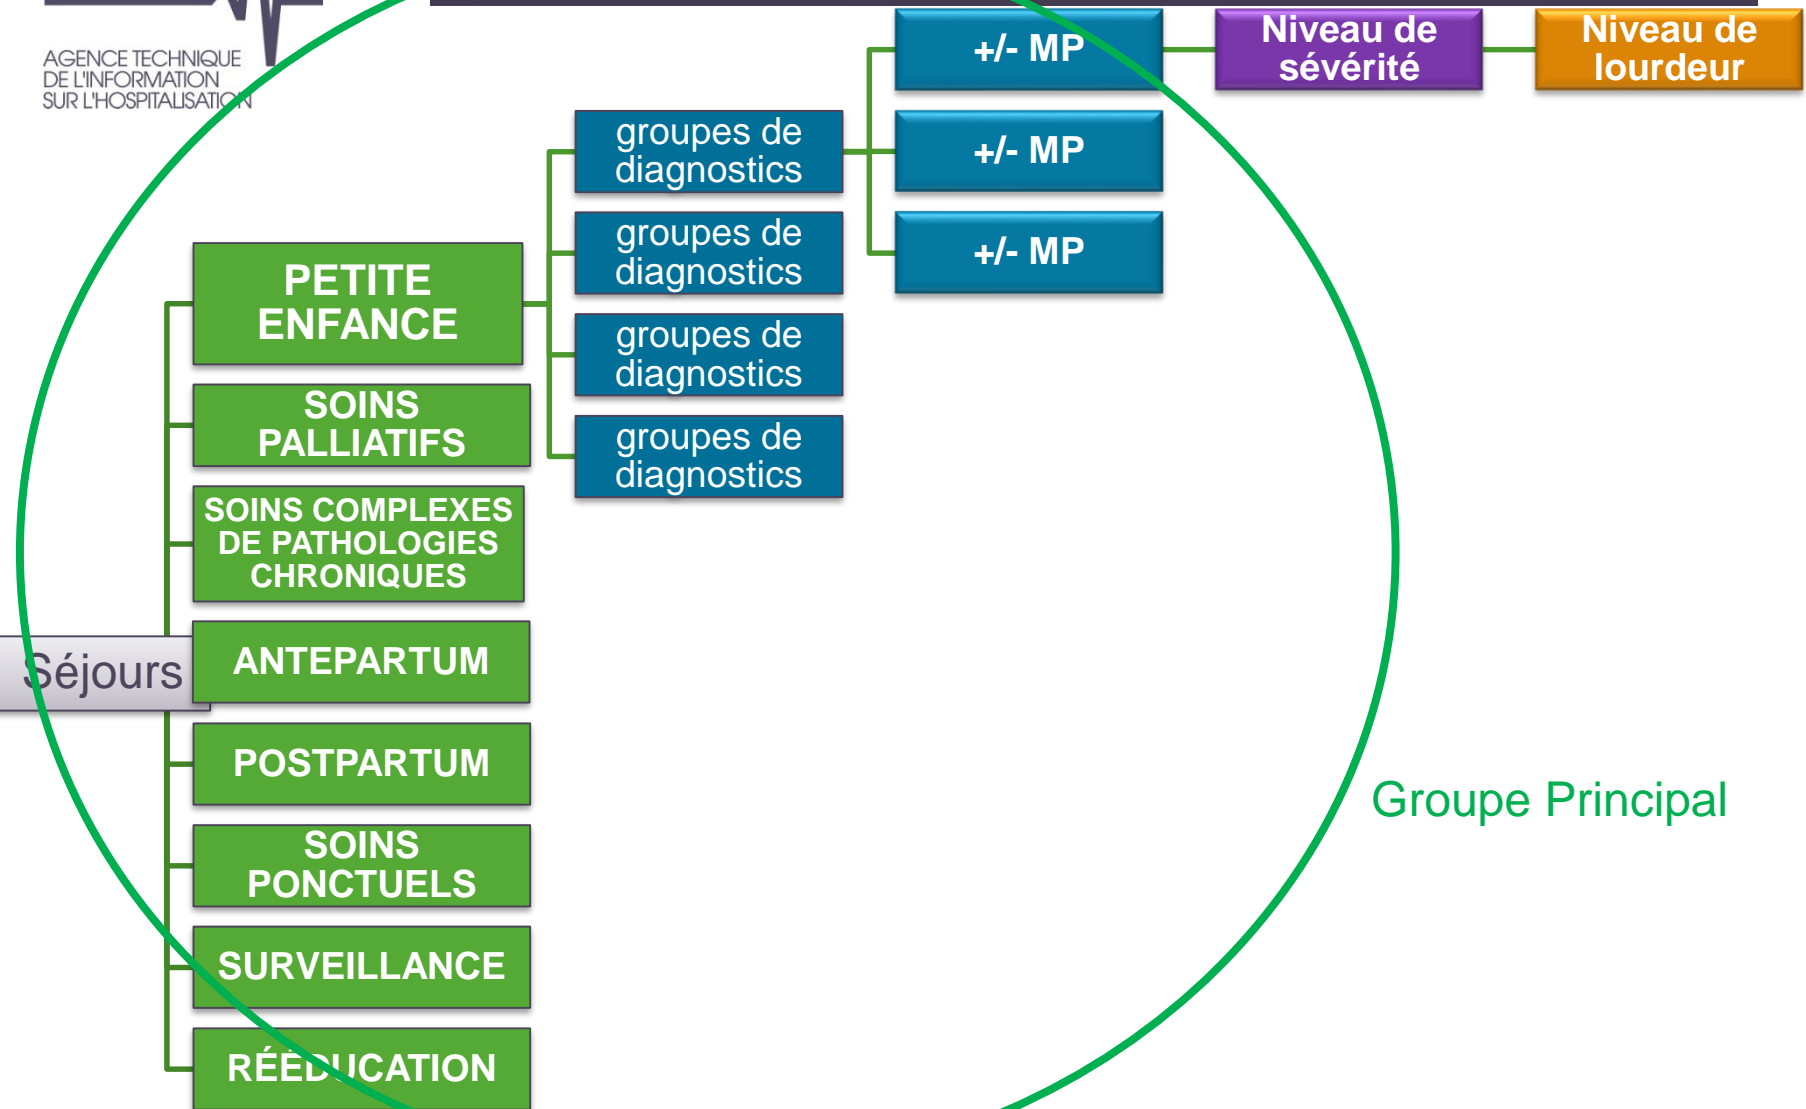 AGENCE TECHNIQUE
DE L'INFORMATION
SUR L'HOSPITALISATION
+/- MP
Niveau de
sévérité
Niveau de
lourdeur
groupes de
diagnostics
+/- MP
groupes de
diagnostics
+/- MP
PETITE
ENFANCE
groupes de
diagnostics
SOINS
PALLIATIFS
groupes de
diagnostics
SOINS COMPLEXES
DE PATHOLOGIES
CHRONIQUES
Séjours
ANTEPARTUM
POSTPARTUM
Groupe Principal
SOINS
PONCTUELS
SURVEILLANCE
RÉÉDUCATION